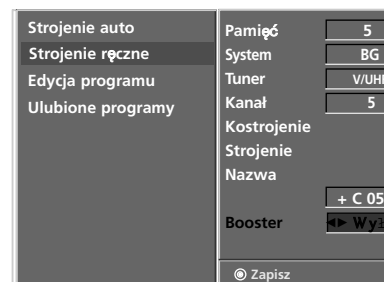 Strojenie auto
Strojenie ręczne
Edycja programu
Ulubione programy
Pamięć 5
System BG
Tuner
Kanał 5
Kostrojenie
Strojenie
Nazwa
+ C 05
Booster
Zapisz